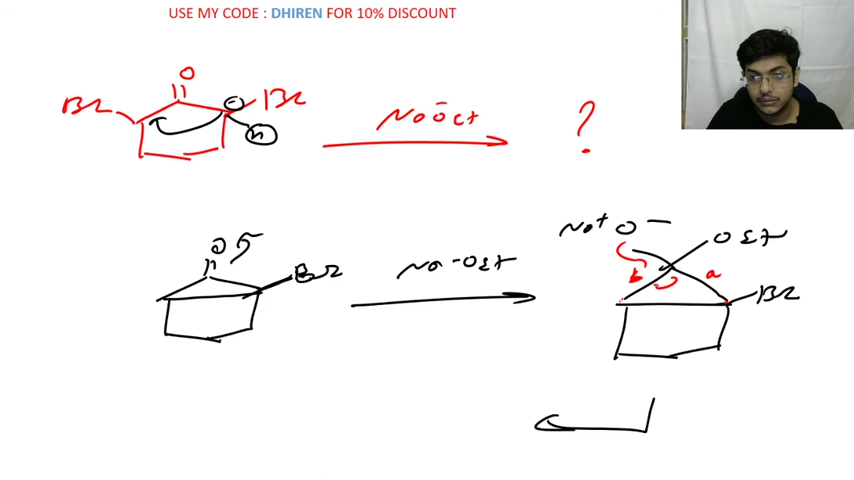 USE MY CODE : DHIREN FOR 10% DISCOUNT
O
Br Br
H
NaOEt
?
O
Br
Na-OEt
Na+ O-
OEt
a
b
Br